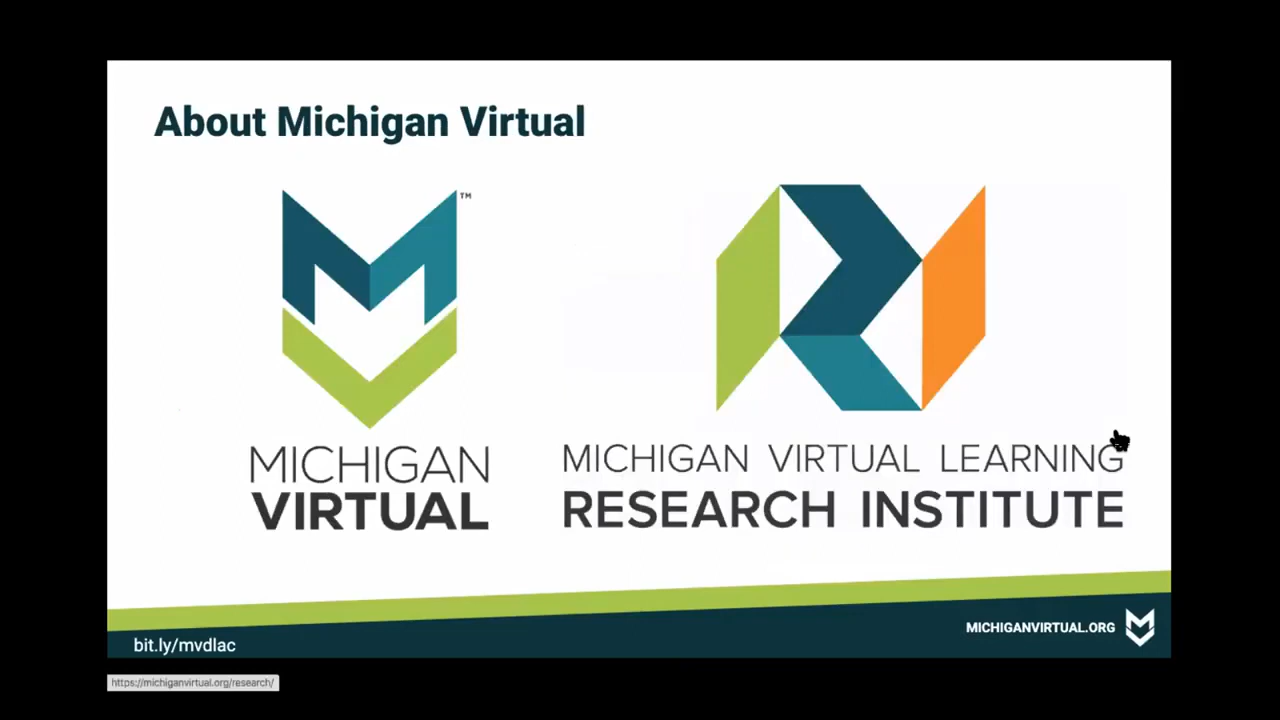 About Michigan Virtual
TM
MICHIGAN
VIRTUAL
MICHIGAN VIRTUAL LEARNING
RESEARCH INSTITUTE
MICHIGANVIRTUAL.ORG
bit.ly/mvdlac
https://michiganvirtual.org/research/